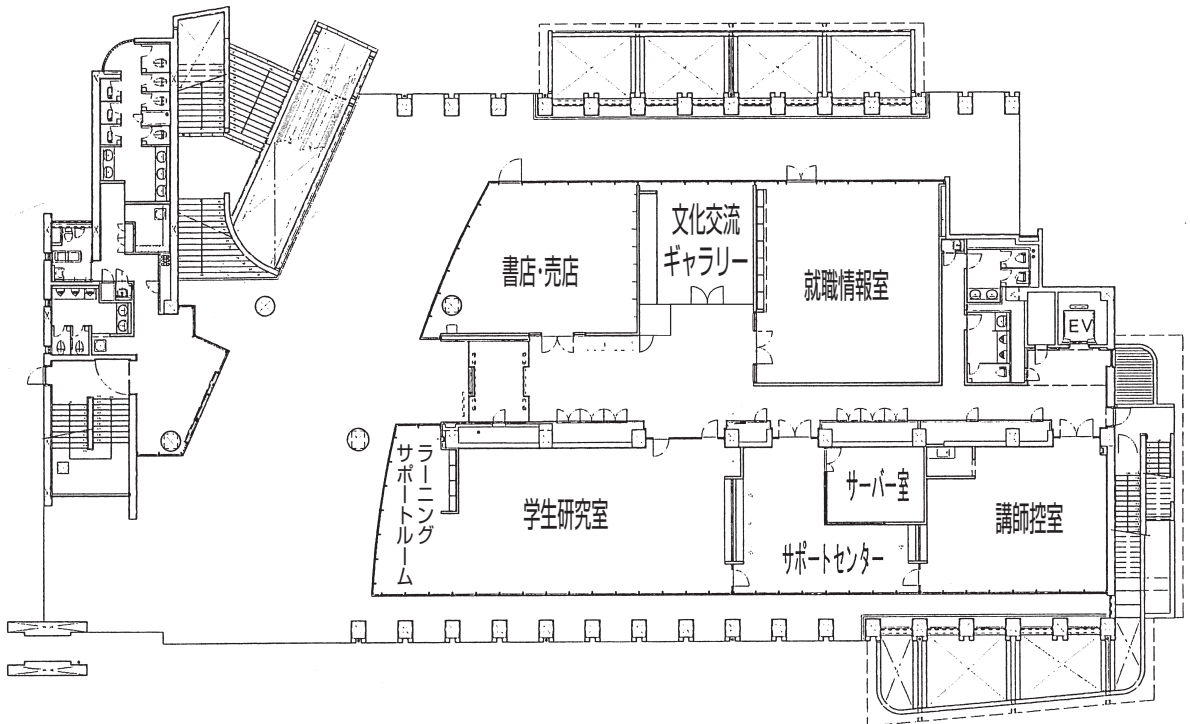 文化交流
ギャラリー
書店・売店
就職情報室
EV
ラーニング
サポートルーム
学生研究室
サーバー室
講師控室
サポートセンター